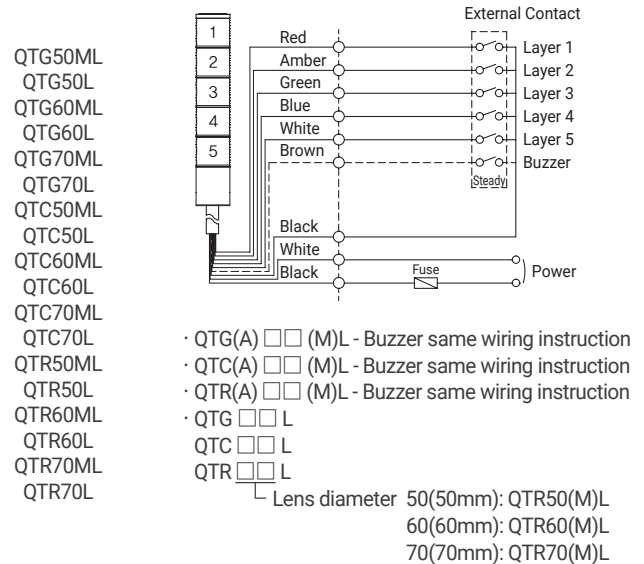 QTG50ML
QTG50L
QTG60ML
QTG60L
QTG70ML
QTG70L
QTC50ML
QTC50L
QTC60ML
QTC60L
QTC70ML
QTC70L
QTR50ML
QTR50L
QTR60ML
QTR60L
QTR70ML
QTR70L
External Contact
1
2
3
4
5
Red
Layer 1
Amber
Layer 2
Green
Layer 3
Blue
Layer 4
White
Layer 5
Brown
Buzzer
Steady
Black
White
Black
Fuse
Power
· QTG(A) □□ (M)L - Buzzer same wiring instruction
· QTC(A) □□ (M)L - Buzzer same wiring instruction
· QTR(A) □□ (M)L - Buzzer same wiring instruction
· QTG □□ L
QTC □□ L
QTR □□ L
Lens diameter 50(50mm): QTR50(M)L
60(60mm): QTR60(M)L
70(70mm): QTR70(M)L